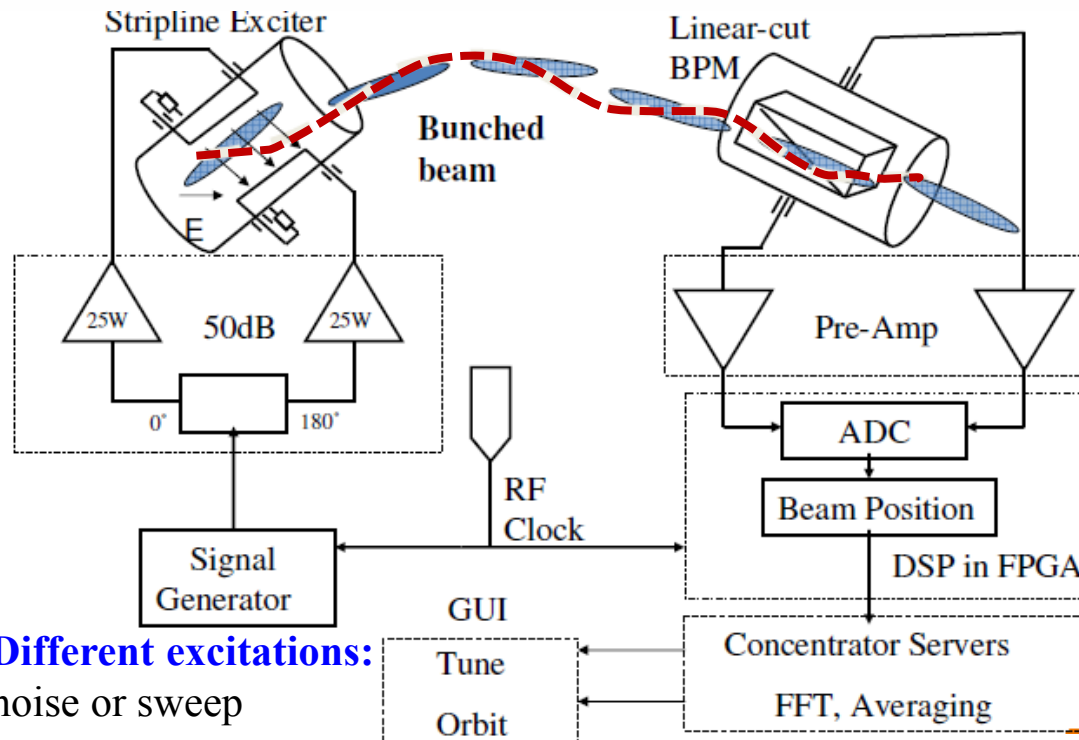 Stripline Exciter
Linear-cut
BPM
Bunched
beam
E
25W
50dB
25W
Pre-Amp
0°
180°
ADC
RF
Clock
Beam Position
Signal
Generator
DSP in FPGA
GUI
Different excitations:
noise or sweep
Tune
Orbit
Concentrator Servers
FFT, Averaging